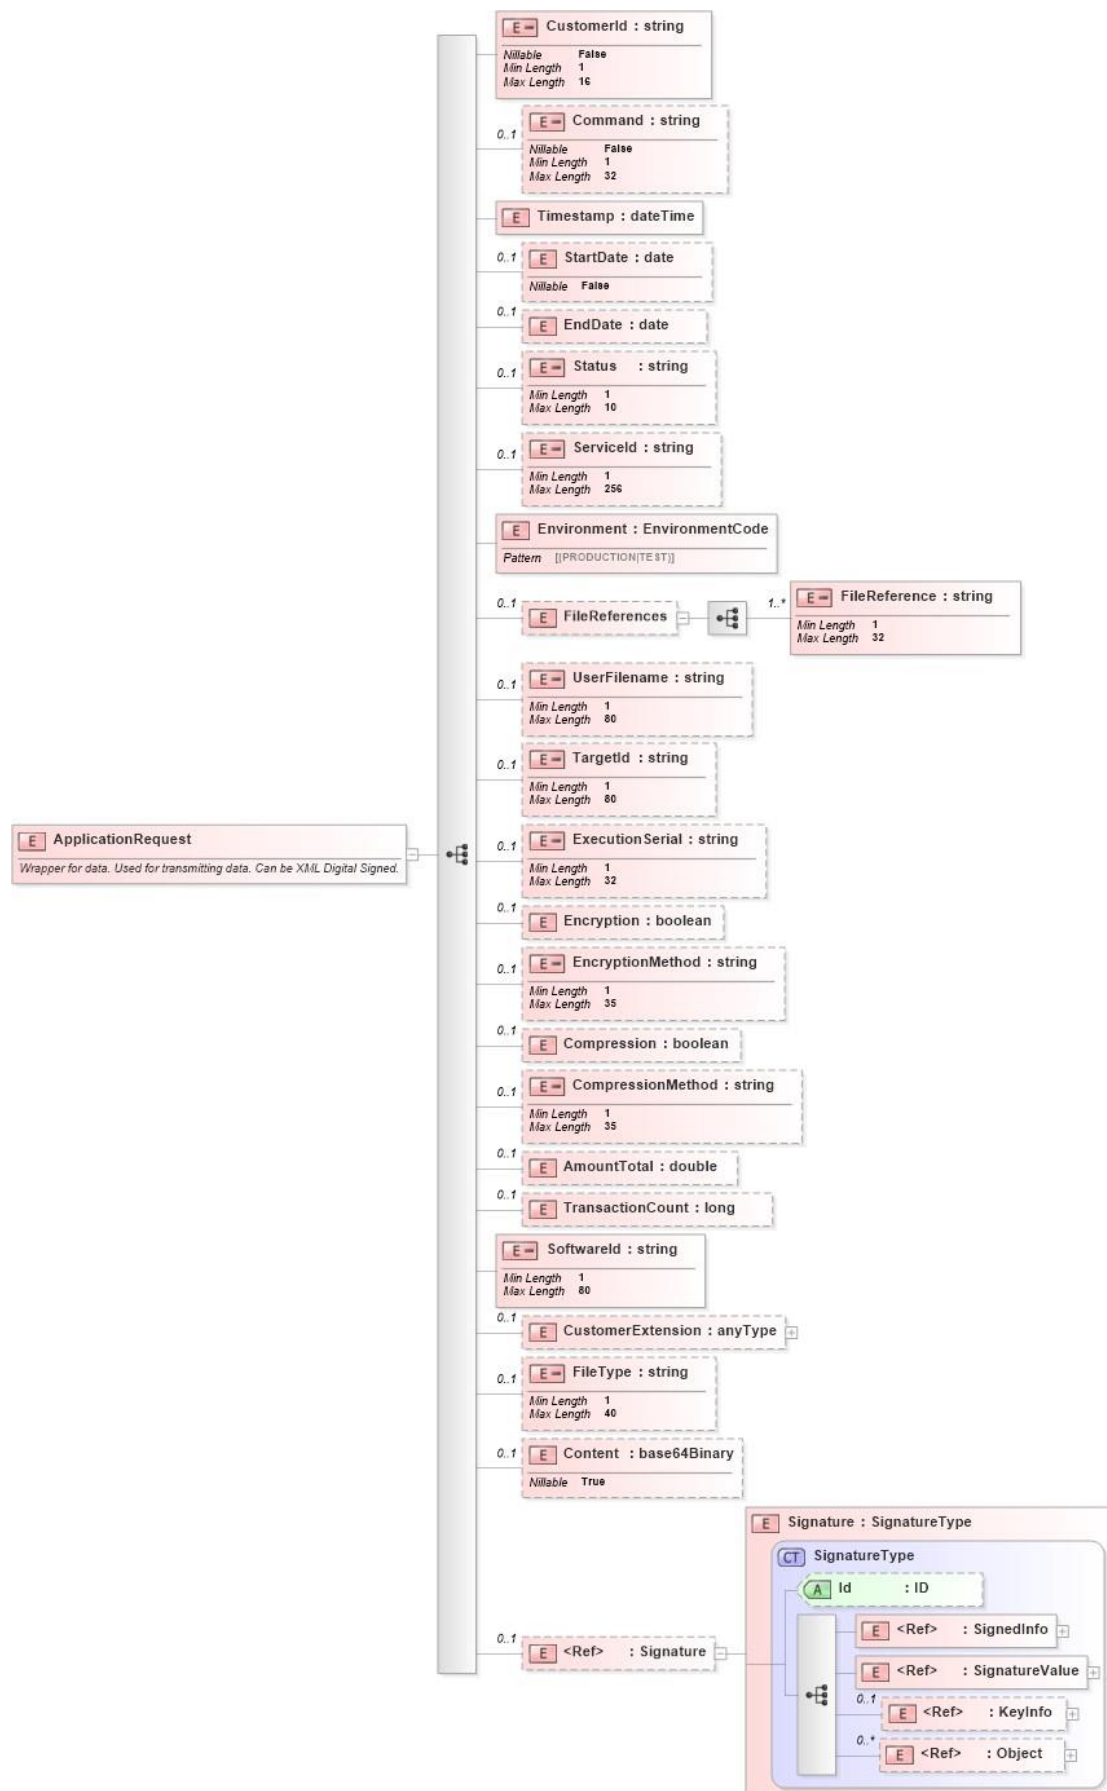 E CustomerId : string
Nillable False
Min Length 1
Max Length 16
0..1
E Command : string
Nillable False
Min Length 1
Max Length 32
E Timestamp : dateTime
0..1
E StartDate : date
Nillable False
0..1
E EndDate : date
0..1
E Status : string
Min Length 1
Max Length 10
0..1
E ServiceId : string
Min Length 1
Max Length 256
E Environment : EnvironmentCode
Pattern [(PRODUCTION|TEST)]
0..1
E FileReferences
1..*
E FileReference : string
Min Length 1
Max Length 32
0..1
E UserFilename : string
Min Length 1
Max Length 80
0..1
E TargetId : string
Min Length 1
Max Length 80
E ApplicationRequest
Wrapper for data. Used for transmitting data. Can be XML Digital Signed.
0..1
E ExecutionSerial : string
Min Length 1
Max Length 32
0..1
E Encryption : boolean
0..1
E EncryptionMethod : string
Min Length 1
Max Length 35
0..1
E Compression : boolean
0..1
E CompressionMethod : string
Min Length 1
Max Length 35
0..1
E AmountTotal : double
0..1
E TransactionCount : long
E SoftwareId : string
Min Length 1
Max Length 80
0..1
E CustomerExtension : anyType
0..1
E FileType : string
Min Length 1
Max Length 40
0..1
E Content : base64Binary
Nillable True
0..1
E <Ref> : Signature
E Signature : SignatureType
CT SignatureType
A Id : ID
E <Ref> : SignedInfo
E <Ref> : SignatureValue
0..1
E <Ref> : KeyInfo
0..*
E <Ref> : Object